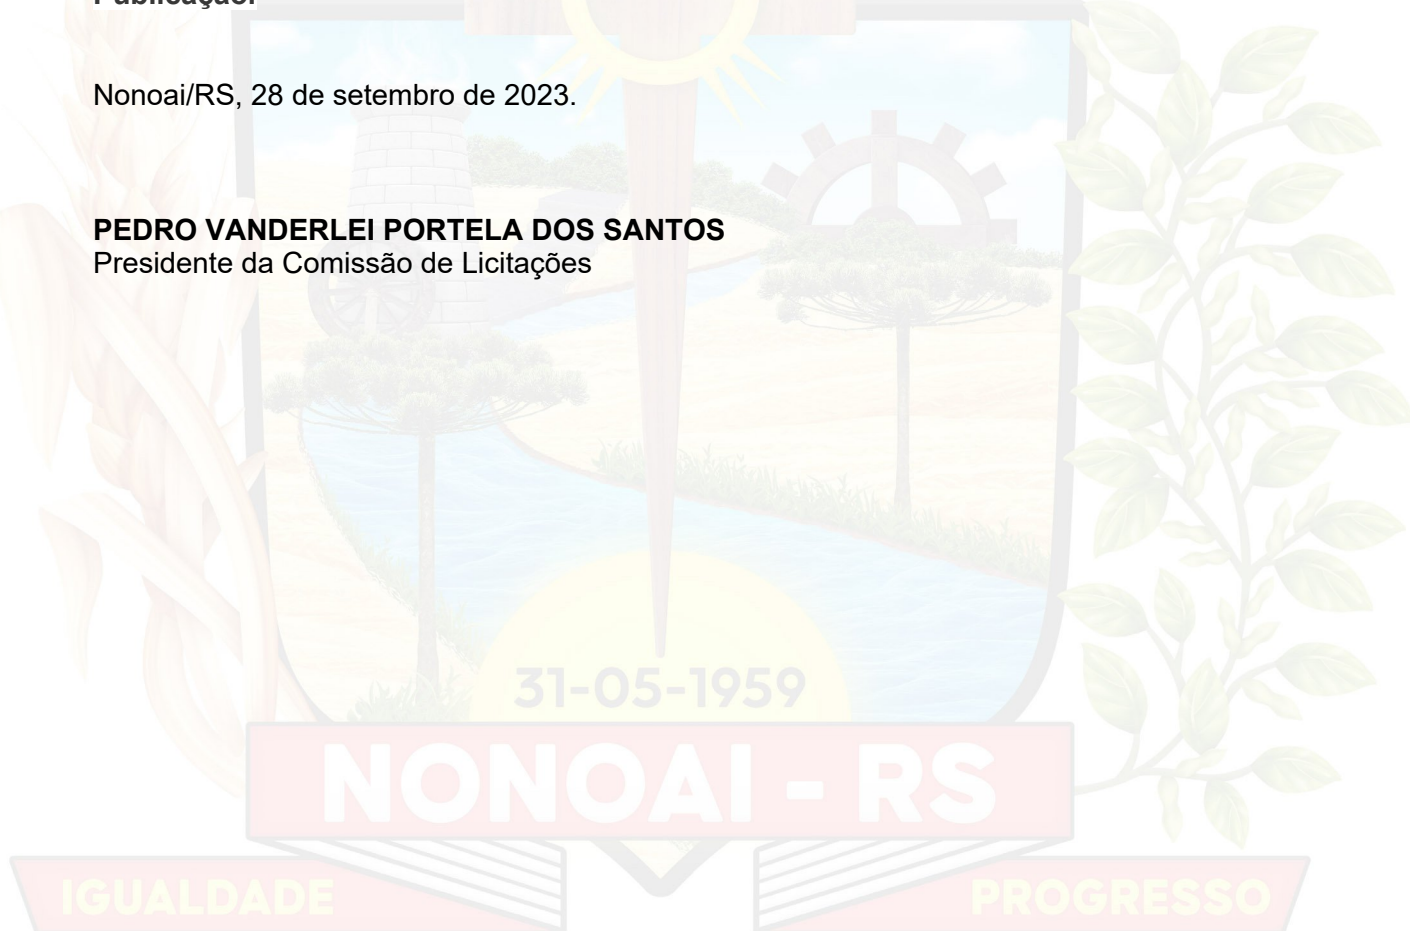 Publicação.
Nonoai/RS, 28 de setembro de 2023.
PEDRO VANDERLEI PORTELA DOS SANTOS
Presidente da Comissão de Licitações
31-05-1959
NONOAI - RS
IGUALDADE
PROGRESSO